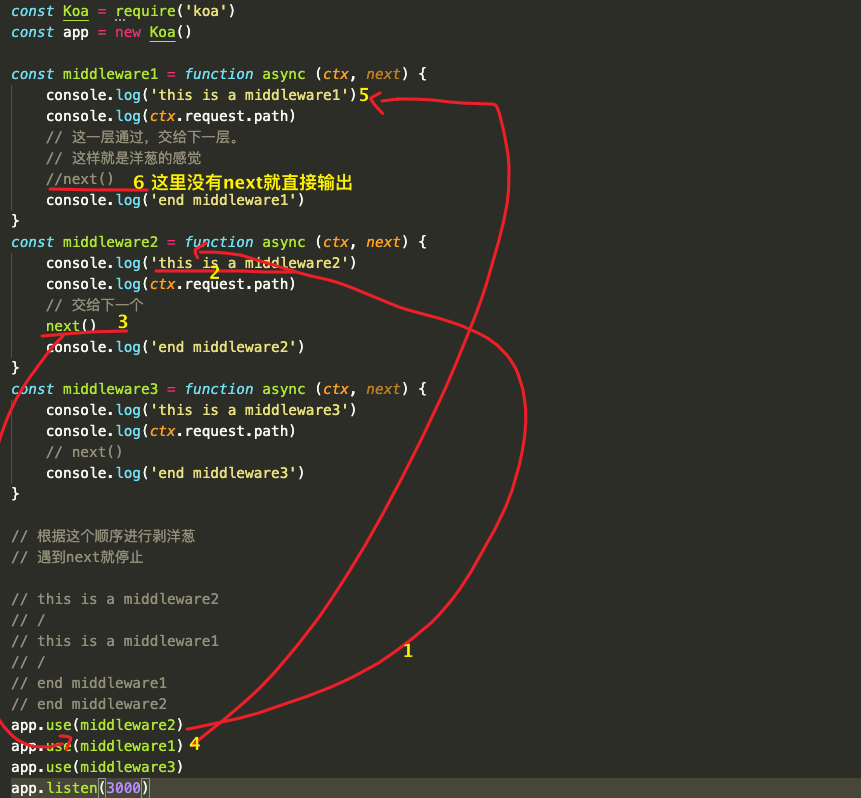 const Koa = require('koa')
const app = new Koa()
const middleware1 = function async (ctx, next) {
console.log('this is a middleware1')5
console.log(ctx.request.path)
// 这一层通过，交给下一层。
// 这样就是洋葱的感觉
//next() 6 这里没有next就直接输出
console.log('end middleware1')
}
const middleware2 = function async (ctx, next) {
console.log('this is a middleware2')
2
console.log(ctx.request.path)
// 交给下一个
next() 3
console.log('end middleware2')
}
const middleware3 = function async (ctx, next) {
console.log('this is a middleware3')
console.log(ctx.request.path)
// next()
console.log('end middleware3')
}
// 根据这个顺序进行剥洋葱
// 遇到next就停止
// this is a middleware2
// /
// this is a middleware1
1
// /
// end middleware1
// end middleware2
app.use(middleware2)
app.use(middleware1) 4
app.use(middleware3)
app.listen(3000)